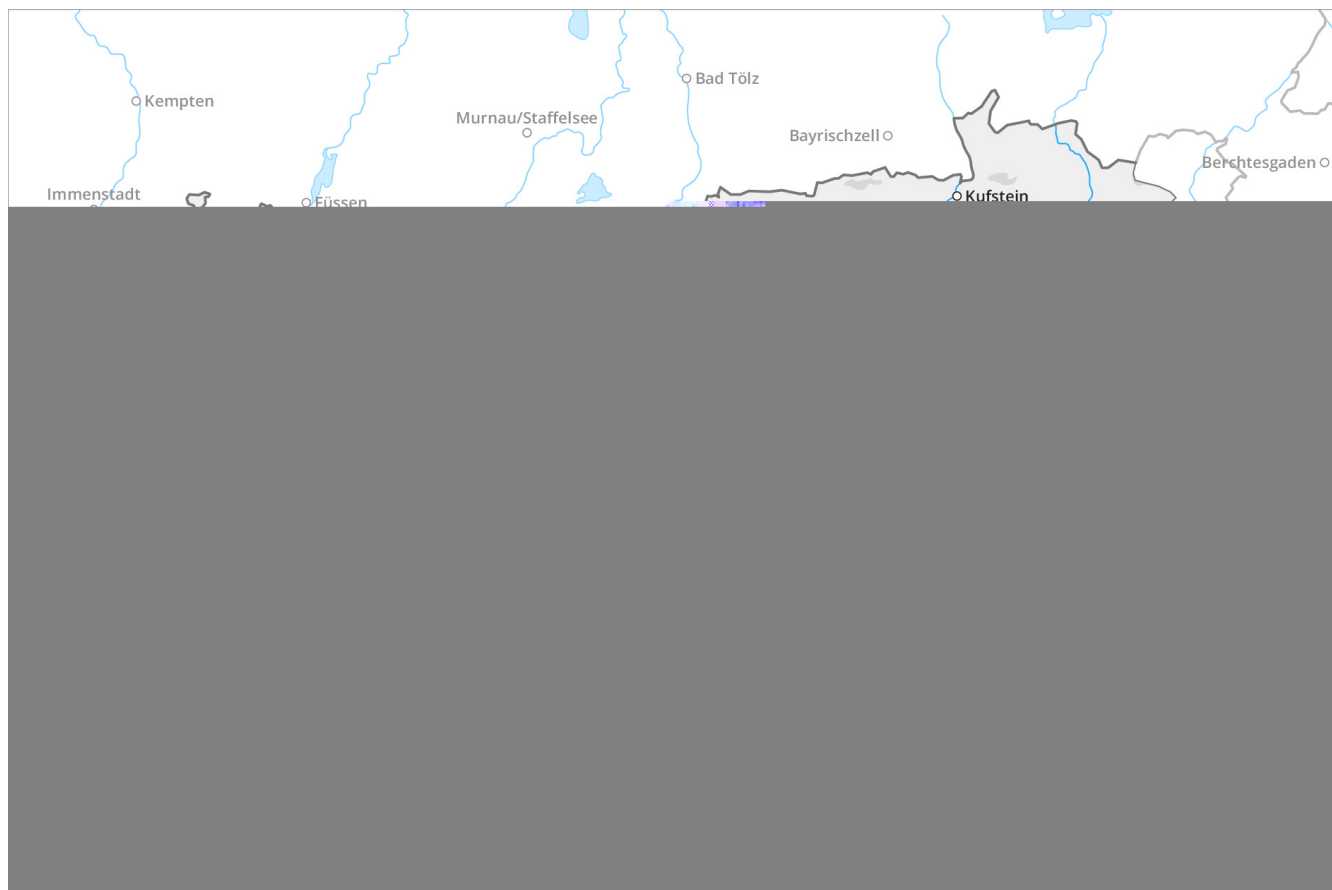 Bad Tölz
Kempten
Murnau/Staffelsee
Bayrischzell
Berchtesgaden
Immenstadt
Kufstein
Füssen